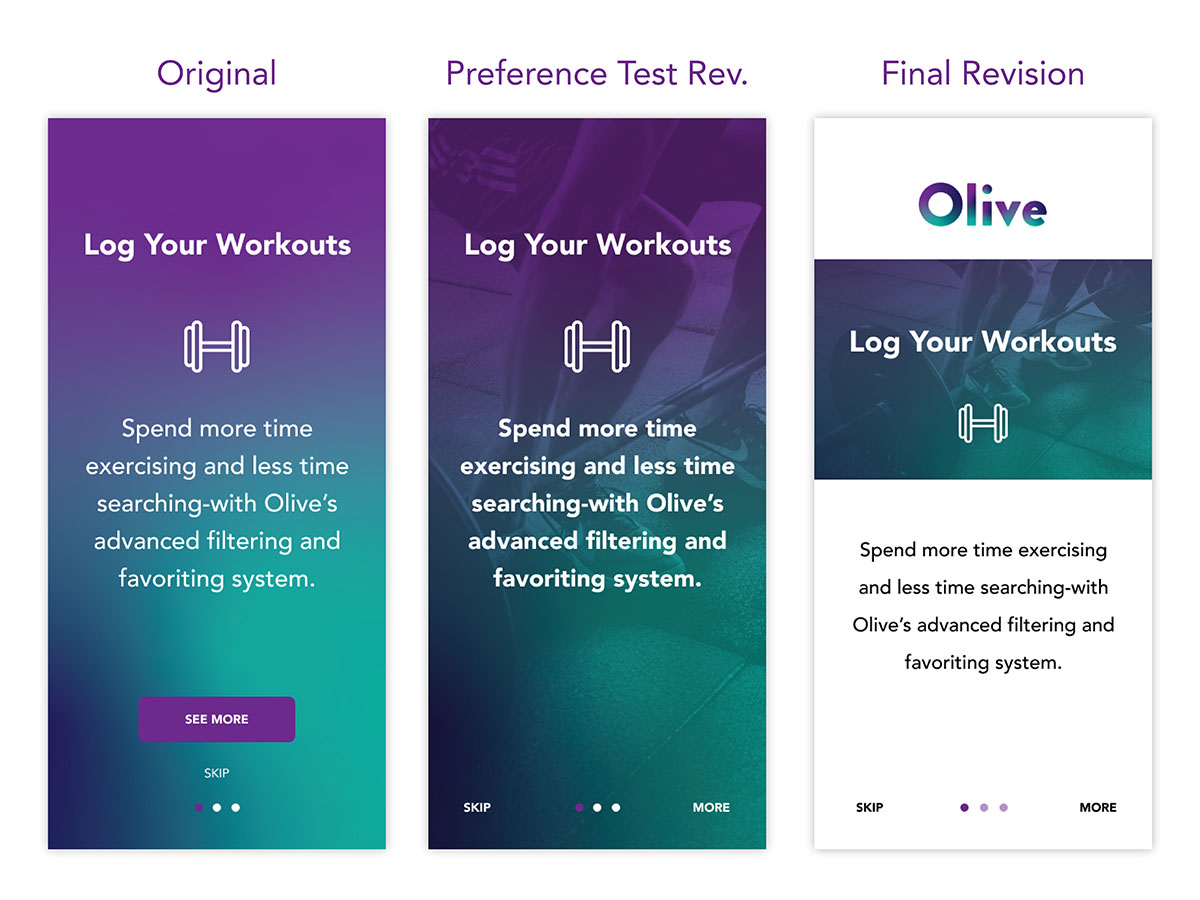 Original
Log Your Workouts
Spend more time
exercising and less time
searching-with Olive's
advanced filtering and
favoriting system.
SEE MORE
SKIP
Preference Test Rev.
Log Your Workouts
Spend more time
exercising and less time
searching-with Olive's
advanced filtering and
favoriting system.
SKIP
MORE
Final Revision
Olive
Log Your Workouts
Spend more time exercising
and less time searching-with
Olive's advanced filtering and
favoriting system.
SKIP
MORE